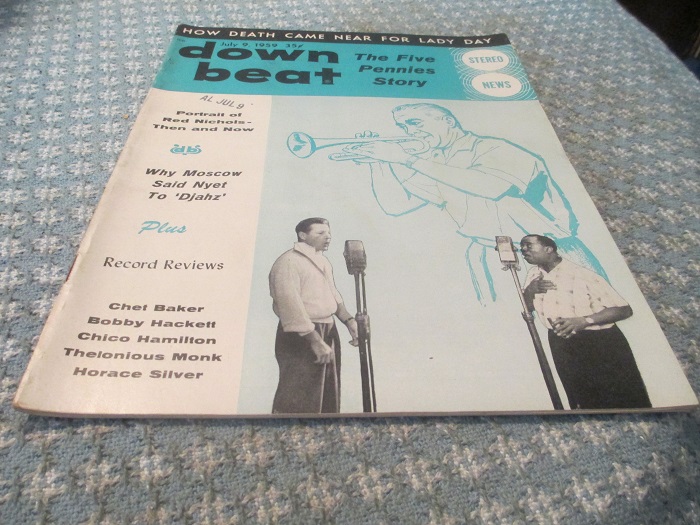 HOW DEATH CAME NEAR FOR LADY DAY
July 9, 1959 35¢
down
beat
The Five
Pennies
Story
STEREO
NEWS
AL JUL 9
Portrait of
Red Nichols-
Then and Now
db
Why Moscow
Said Nyet
To 'Djahz'
Plus
Record Reviews
Chet Baker
Bobby Hackett
Chico Hamilton
Thelonious Monk
Horace Silver